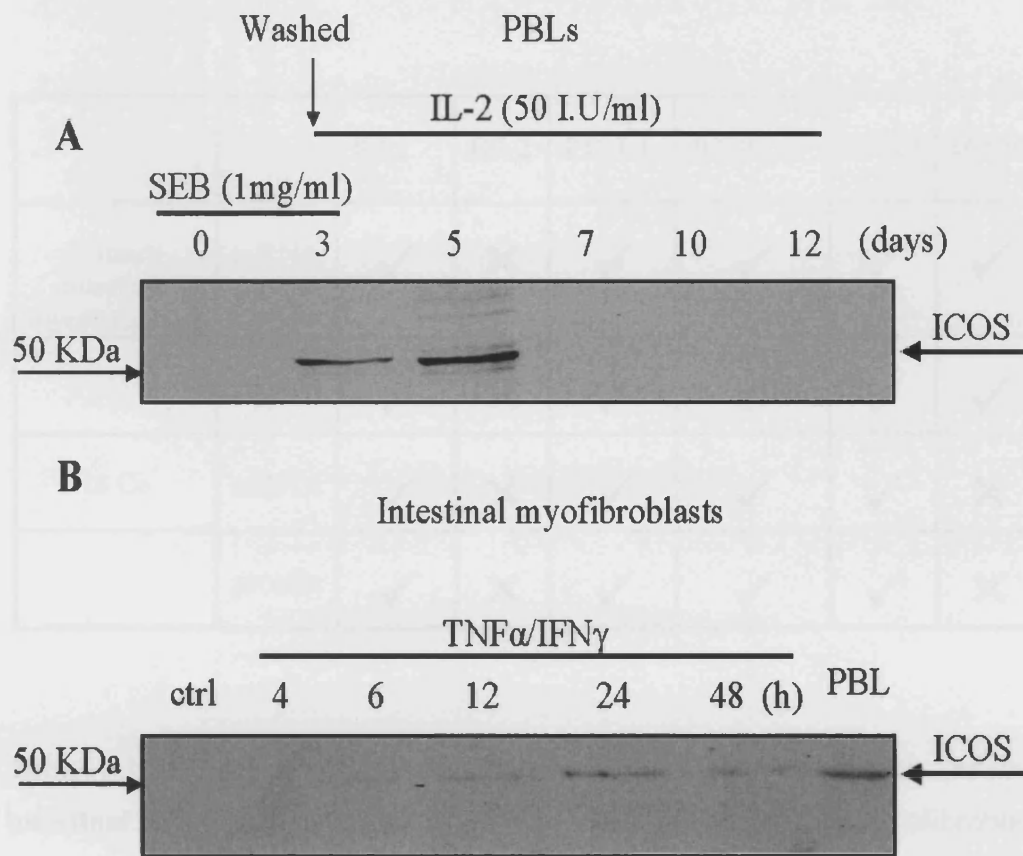 Washed PBLs
IL-2 (50 I.U/ml)
A
SEB (1mg/ml)
0 3 5 7 10 12 (days)
50 KDa
ICOS
B
Intestinal myofibroblasts
TNFα/IFNγ
ctrl 4 6 12 24 48 (h) PBL
50 KDa
ICOS